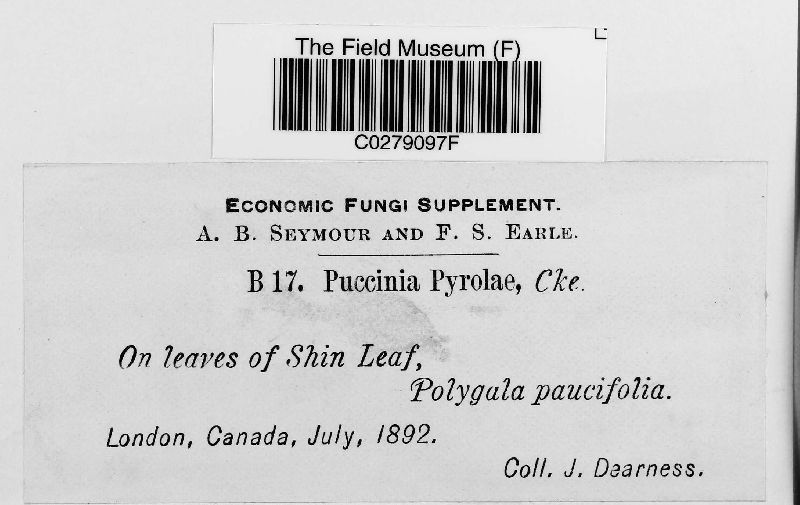 The Field Museum (F)
C0279097F
ECONOMIC FUNGI SUPPLEMENT.
A. B. SEYMOUR AND F. S. EARLE.
B 17. Puccinia Pyrolae, Cke.
On leaves of Shin Leaf,
Polygala paucifolia.
London, Canada, July, 1892.
Coll. J. Dearness.